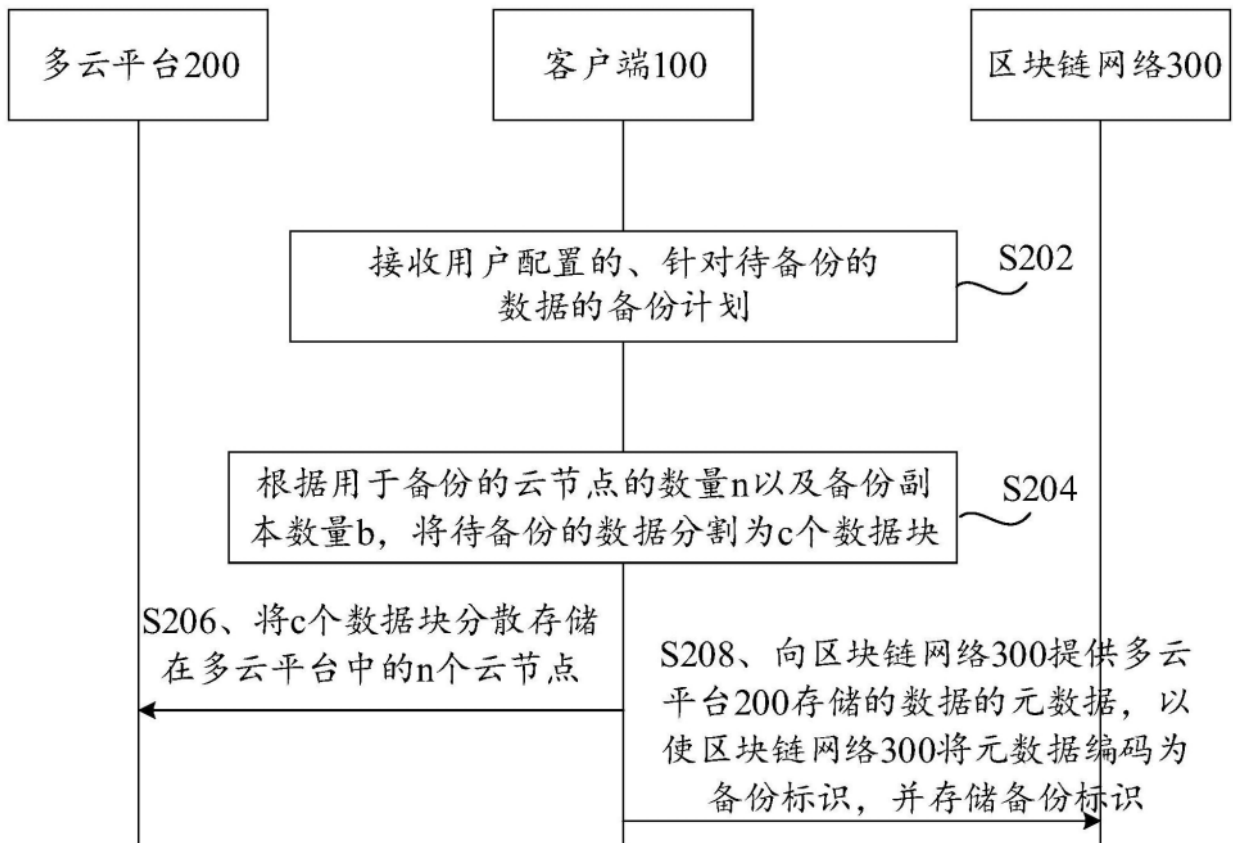 多云平台200
客户端100
区块链网络300
接收用户配置的、针对待备份的
数据的备份计划
S202
根据用于备份的云节点的数量n以及备份副
本数量b，将待备份的数据分割为c个数据块
S204
S206、将c个数据块分散存储
在多云平台中的n个云节点
S208、向区块链网络300提供多云
平台200存储的数据的元数据，以
使区块链网络300将元数据编码为
备份标识，并存储备份标识